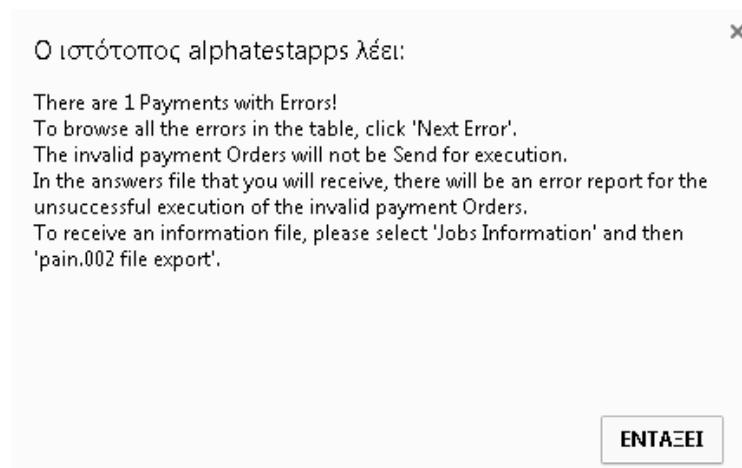 Ο ιστότοπος alphatestapps λέει:
There are 1 Payments with Errors!
To browse all the errors in the table, click 'Next Error'.
The invalid payment Orders will not be Send for execution.
In the answers file that you will receive, there will be an error report for the
unsuccessful execution of the invalid payment Orders.
To receive an information file, please select 'Jobs Information' and then
'pain.002 file export'.
ΕΝΤΆΞΕΙ